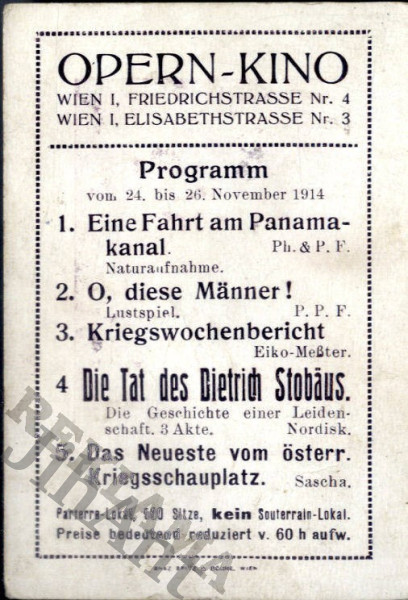 OPERN-KINO
WIEN I, FRIEDRICHSTRASSE Nr. 4
WIEN I, ELISABETHSTRASSE Nr. 3
Programm
vom 24. bis 26. November 1914
1. Eine Fahrt am Panama-
kanal. Ph. & P. F.
Naturaufnahme.
2. O, diese Männer!
Lustspiel. P. P. F.
3. Kriegswochenbericht
Eiko-Meßter.
4 Die Tat des Dietrich Stobäus.
Die Geschichte einer Leiden-
schaft. 3 Akte. Nordisk.
5. Das Neueste vom österr.
Kriegsschauplatz. Sascha.
Parterre-Lokal, Sitze, kein Souterrain-Lokal.
Preise bedeutend reduziert v. 60 h aufw.
WIEN